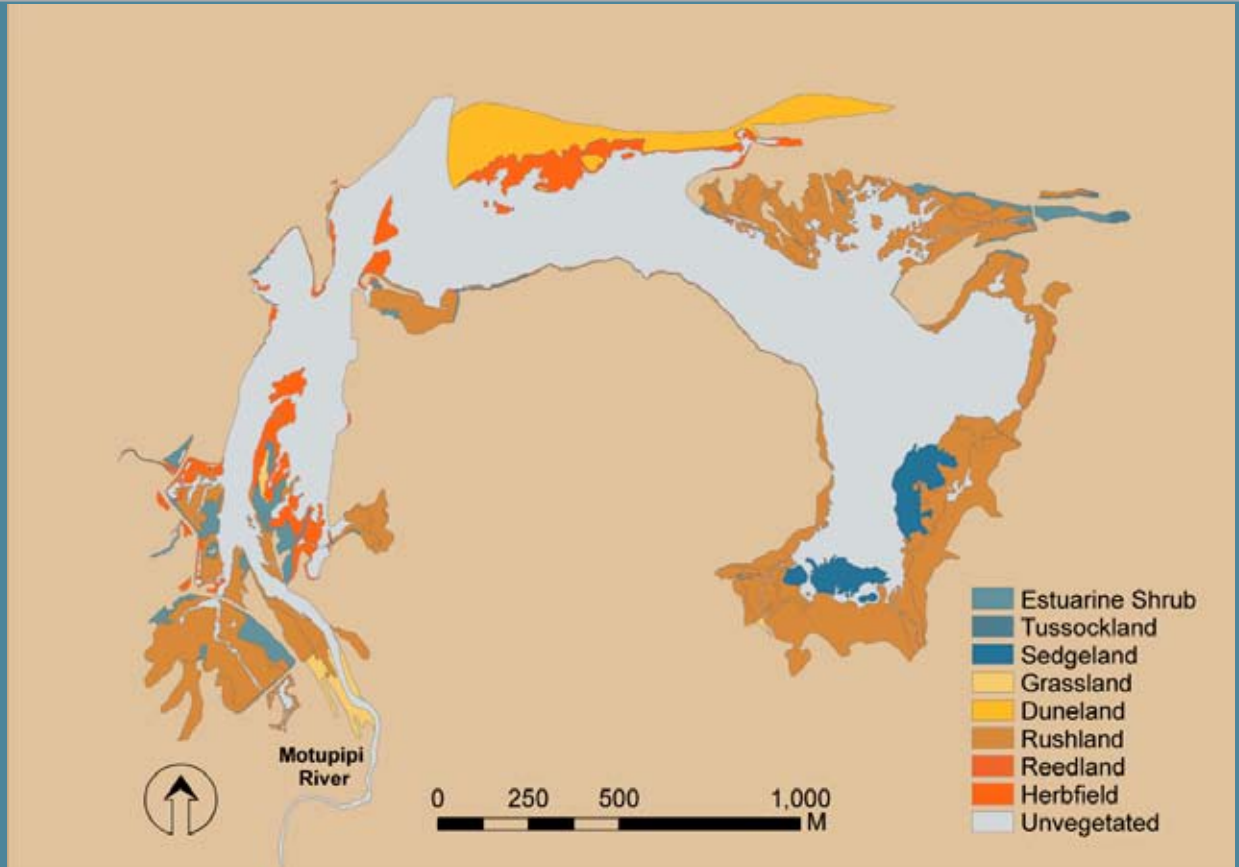 Estuarine Shrub
Tussockland
Sedgeland
Grassland
Duneland
Rushland
Reedland
Herbfield
Unvegetated
Motupipi
River
0 250 500 1,000
M